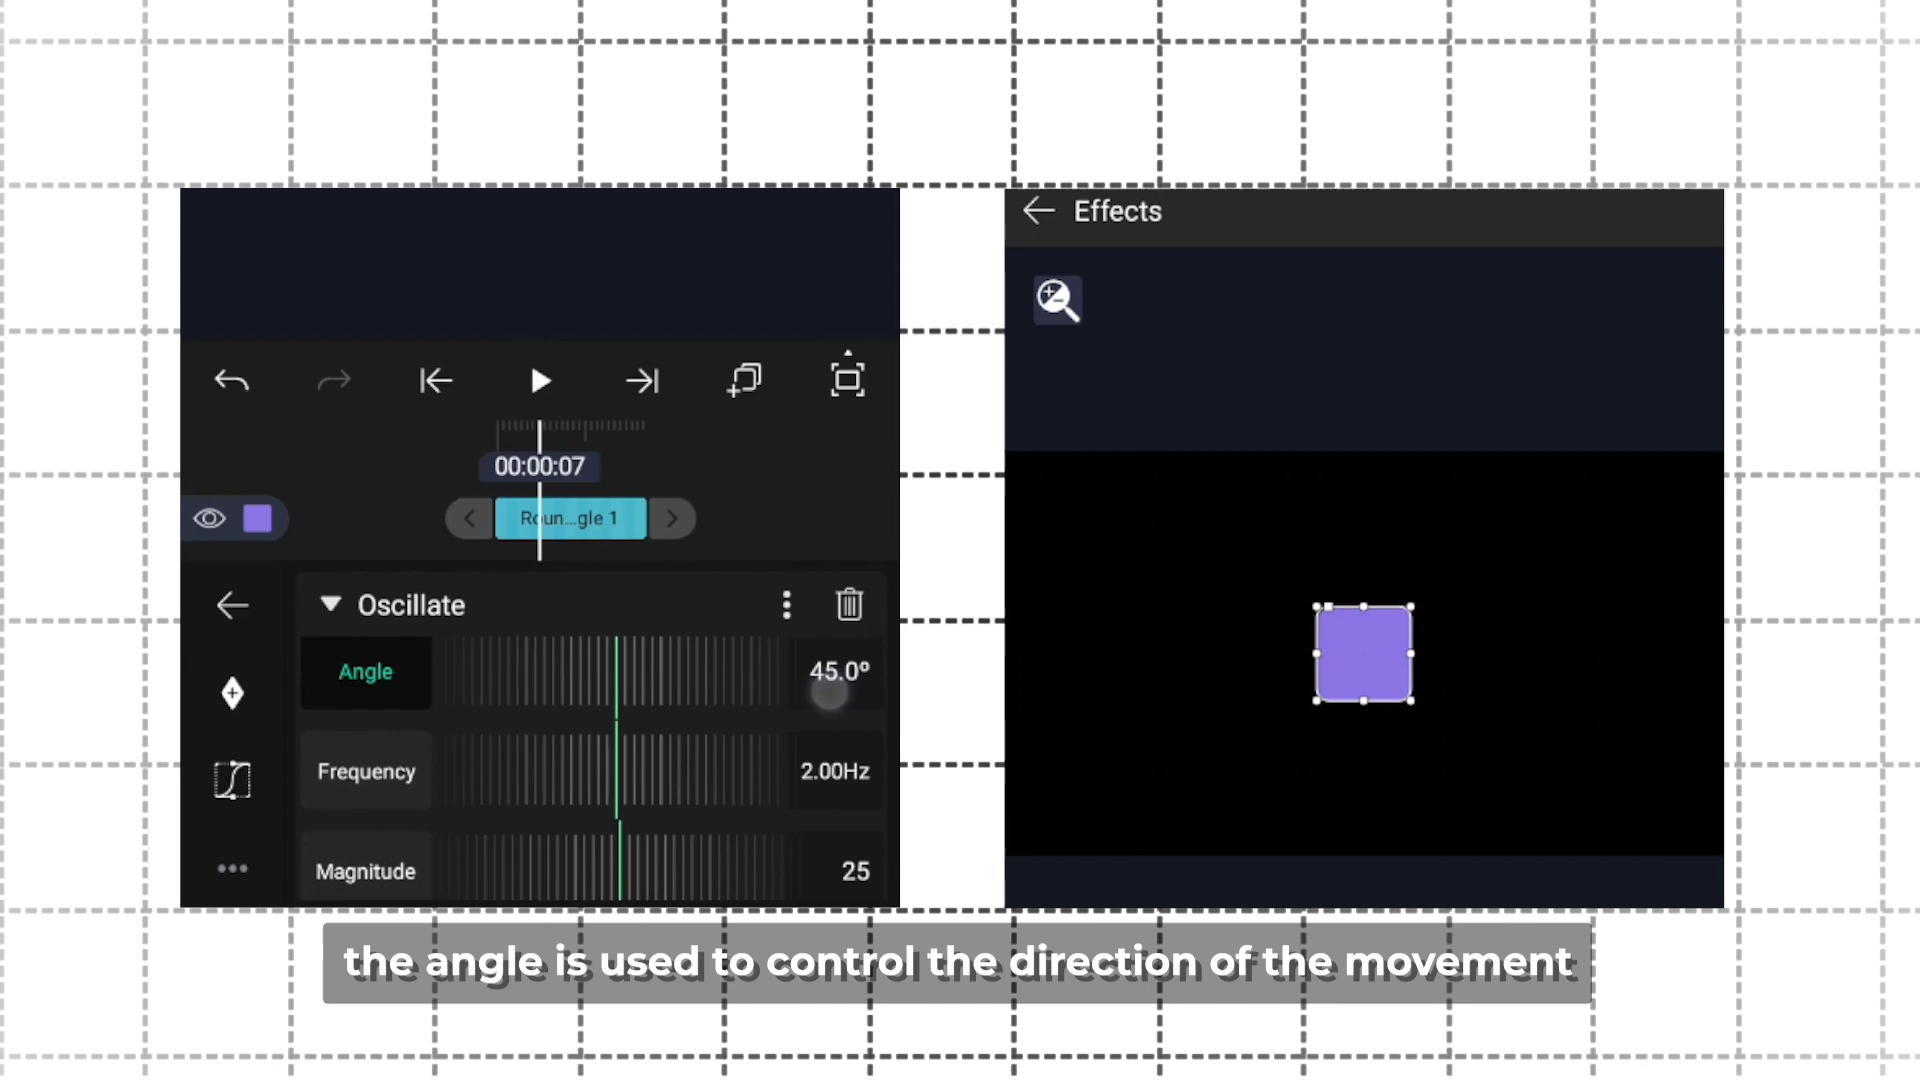 Effects
00:00:07
Roun...gle 1
Oscillate
Angle
45.0º
Frequency
2.00Hz
Magnitude
25
the angle is used to control the direction of the movement